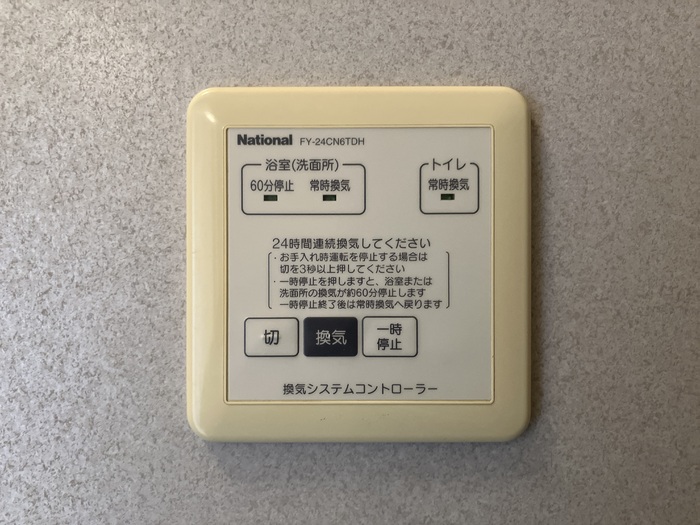 National FY-24CN6TDH
浴室(洗面所) トイレ
60分停止 常時換気 常時換気
24時間連続換気してください
・お手入れ時運転を停止する場合は
切を3秒以上押してください
・一時停止を押しますと、浴室または
洗面所の換気が約60分停止します
一時停止終了後は常時換気へ戻ります
切 換気 一時
停止
換気システムコントローラー